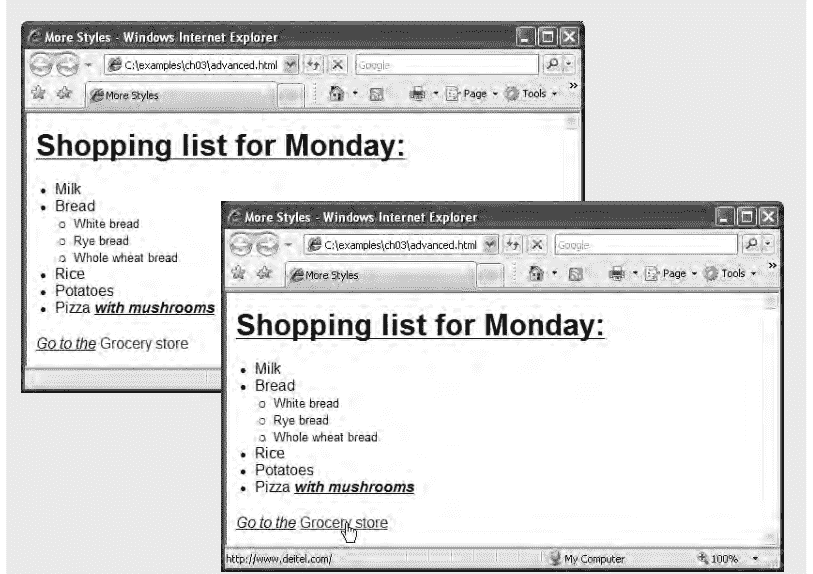 More Styles - Windows Internet Explorer
C:\examples\ch03\advanced.html
Google
More Styles
Page
Tools
»
Shopping list for Monday:
Milk
Bread
White bread
Rye bread
Whole wheat bread
Rice
Potatoes
Pizza with mushrooms
Go to the Grocery store
More Styles - Windows Internet Explorer
C:\examples\ch03\advanced.html
Google
More Styles
Page
Tools
»
Shopping list for Monday:
Milk
Bread
White bread
Rye bread
Whole wheat bread
Rice
Potatoes
Pizza with mushrooms
Go to the Grocery store
http://www.deitel.com/
My Computer
100%